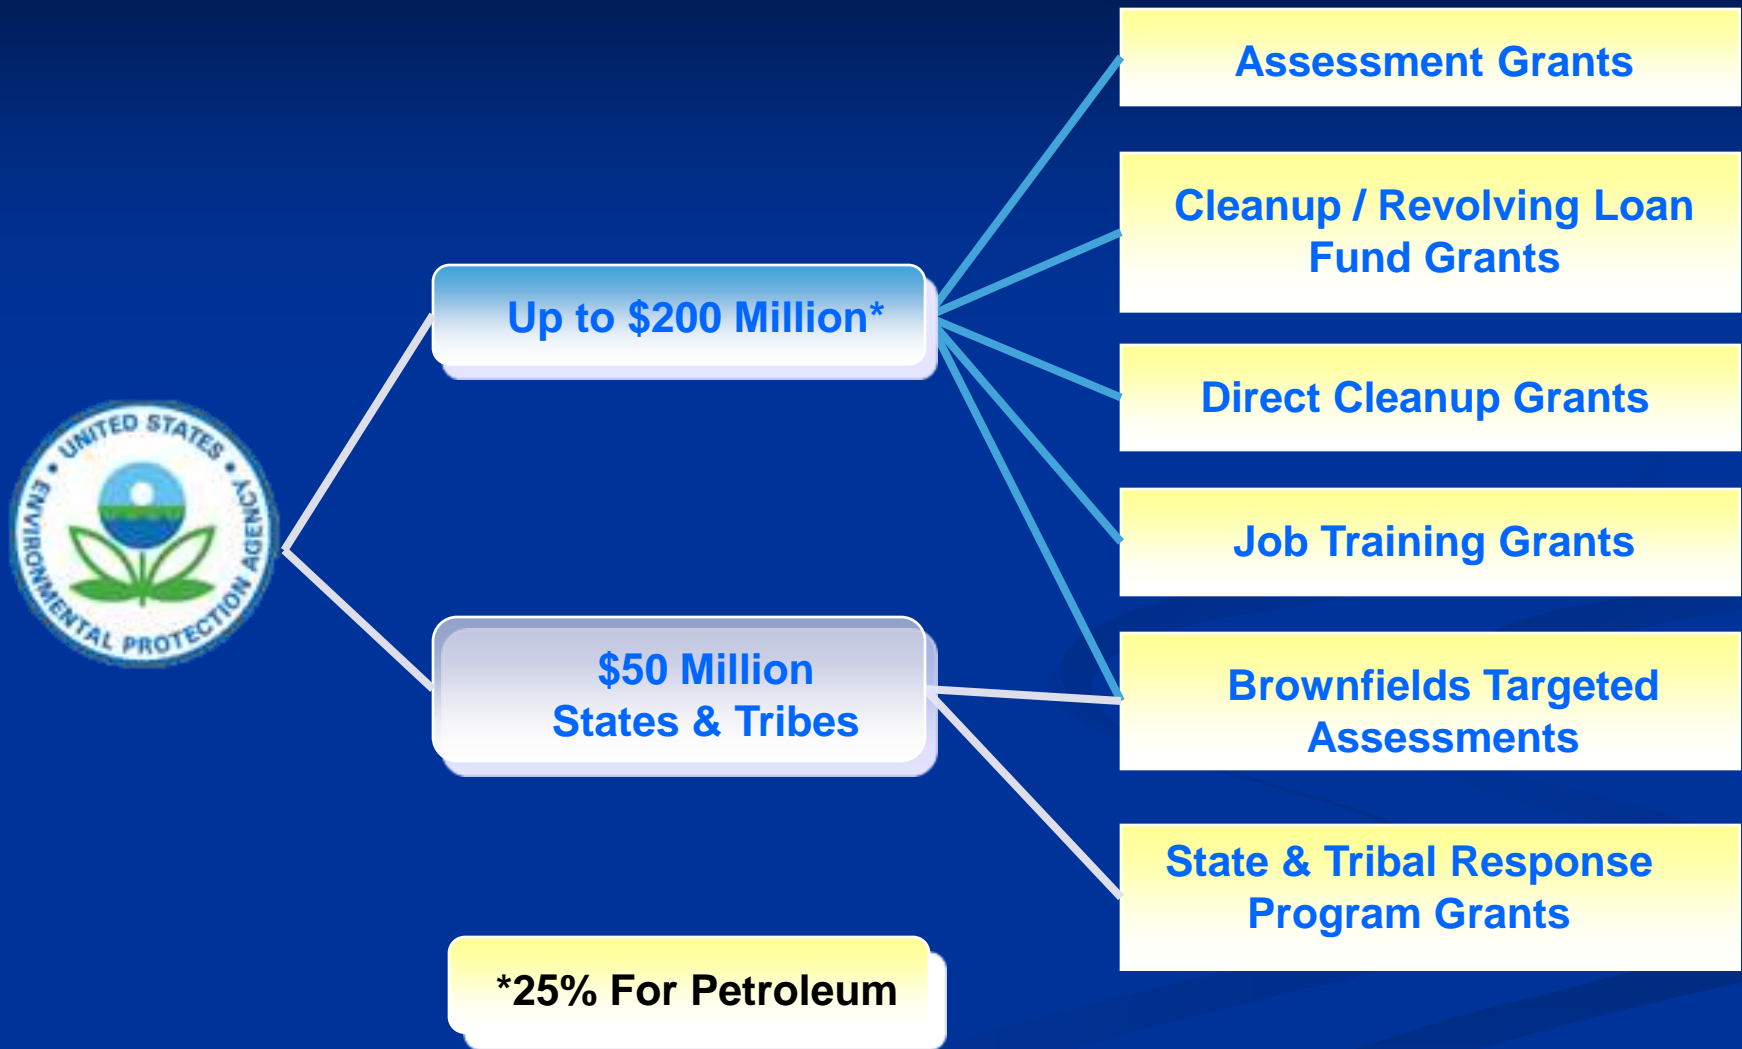 UNITED STATES
ENVIRONMENTAL PROTECTION AGENCY
Up to $200 Million*
$50 Million
States & Tribes
*25% For Petroleum
Assessment Grants
Cleanup / Revolving Loan
Fund Grants
Direct Cleanup Grants
Job Training Grants
Brownfields Targeted
Assessments
State & Tribal Response
Program Grants